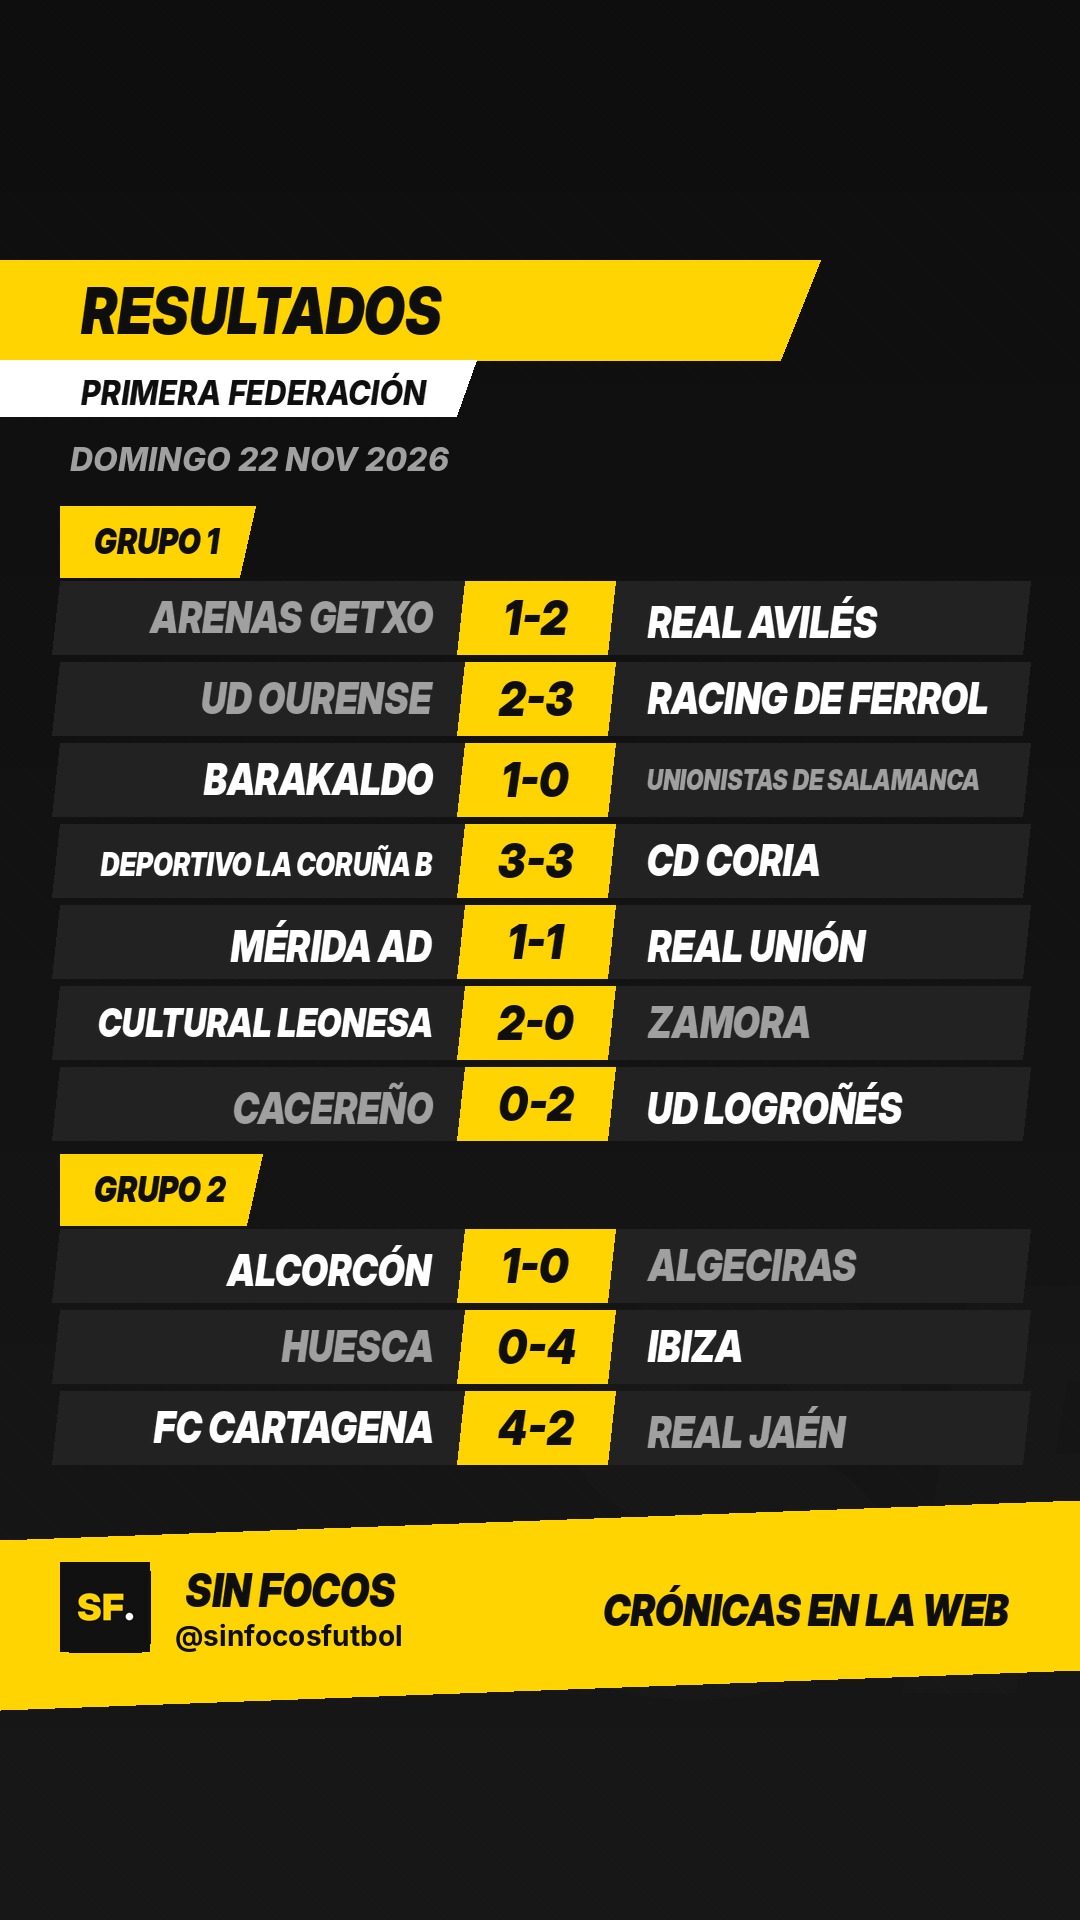 RESULTADOS
PRIMERA FEDERACIÓN
DOMINGO 22 NOV 2026
GRUPO 1
ARENAS GETXO 1-2 REAL AVILÉS
UD OURENSE 2-3 RACING DE FERROL
BARAKALDO 1-0 UNIONISTAS DE SALAMANCA
DEPORTIVO LA CORUÑA B 3-3 CD CORIA
MÉRIDA AD 1-1 REAL UNIÓN
CULTURAL LEONESA 2-0 ZAMORA
CACEREÑO 0-2 UD LOGROÑÉS
GRUPO 2
ALCORCÓN 1-0 ALGECIRAS
HUESCA 0-4 IBIZA
FC CARTAGENA 4-2 REAL JAÉN
SF.
SIN FOCOS
@sinfocosfutbol
CRÓNICAS EN LA WEB